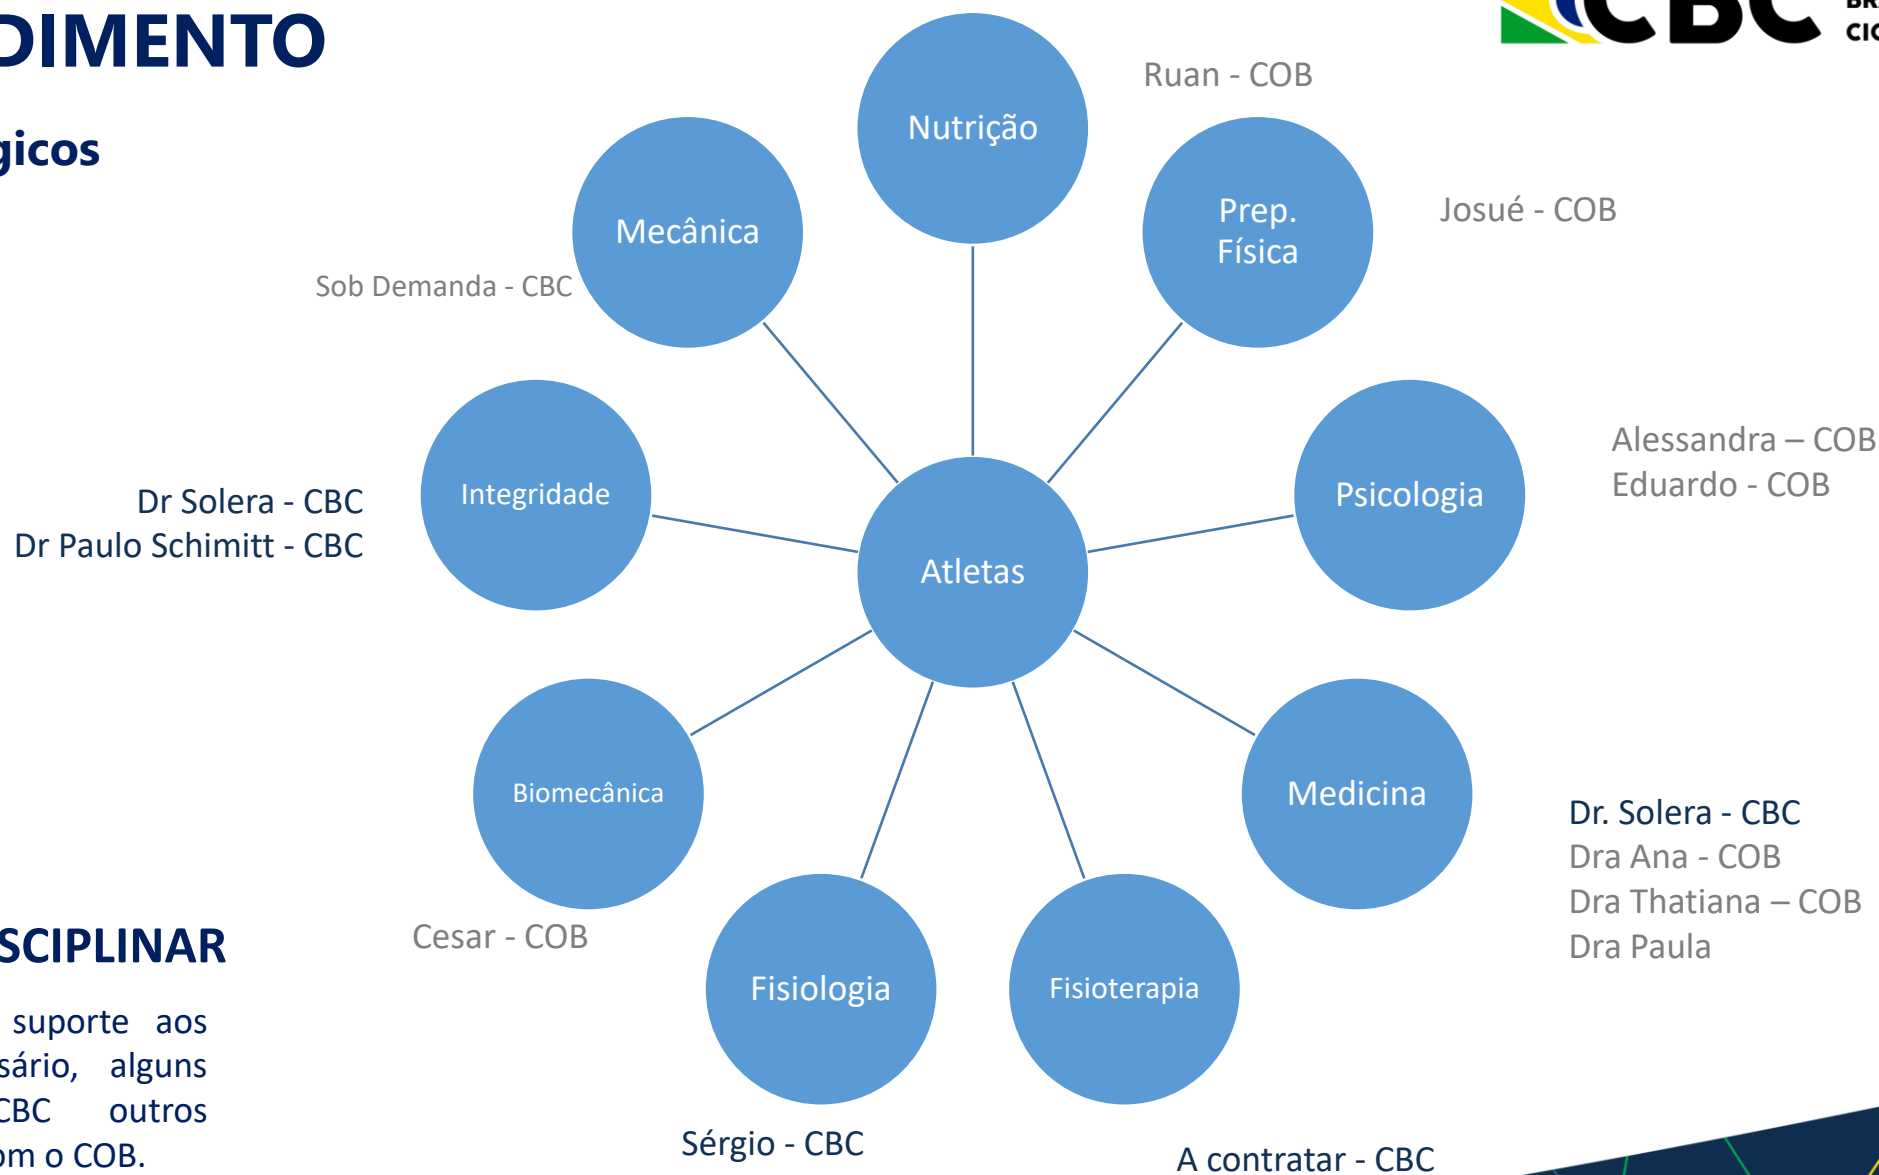 DIMENTO
gicos
CBC
Nutrição
Ruan - COB
Mecânica
Sob Demanda - CBC
Prep.
Física
Josué - COB
Integridade
Dr Solera - CBC
Dr Paulo Schimitt - CBC
Psicologia
Alessandra – COB
Eduardo - COB
Atletas
Biomecânica
Cesar - COB
Medicina
Dr. Solera - CBC
Dra Ana - COB
Dra Thatiana – COB
Dra Paula
Fisiologia
Sérgio - CBC
Fisioterapia
A contratar - CBC
SCIPLINAR
suporte aos
sário, alguns
CBC outros
om o COB.